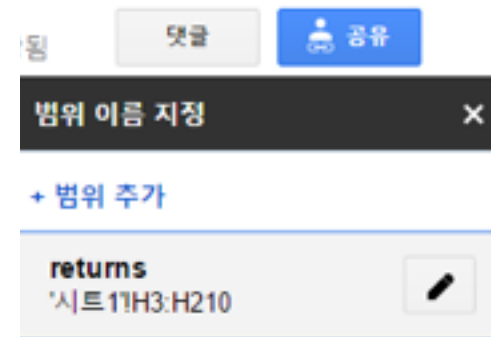 됨 댓글 공유
범위 이름 지정 ×
+ 범위 추가
returns
'시트1'!H3:H210